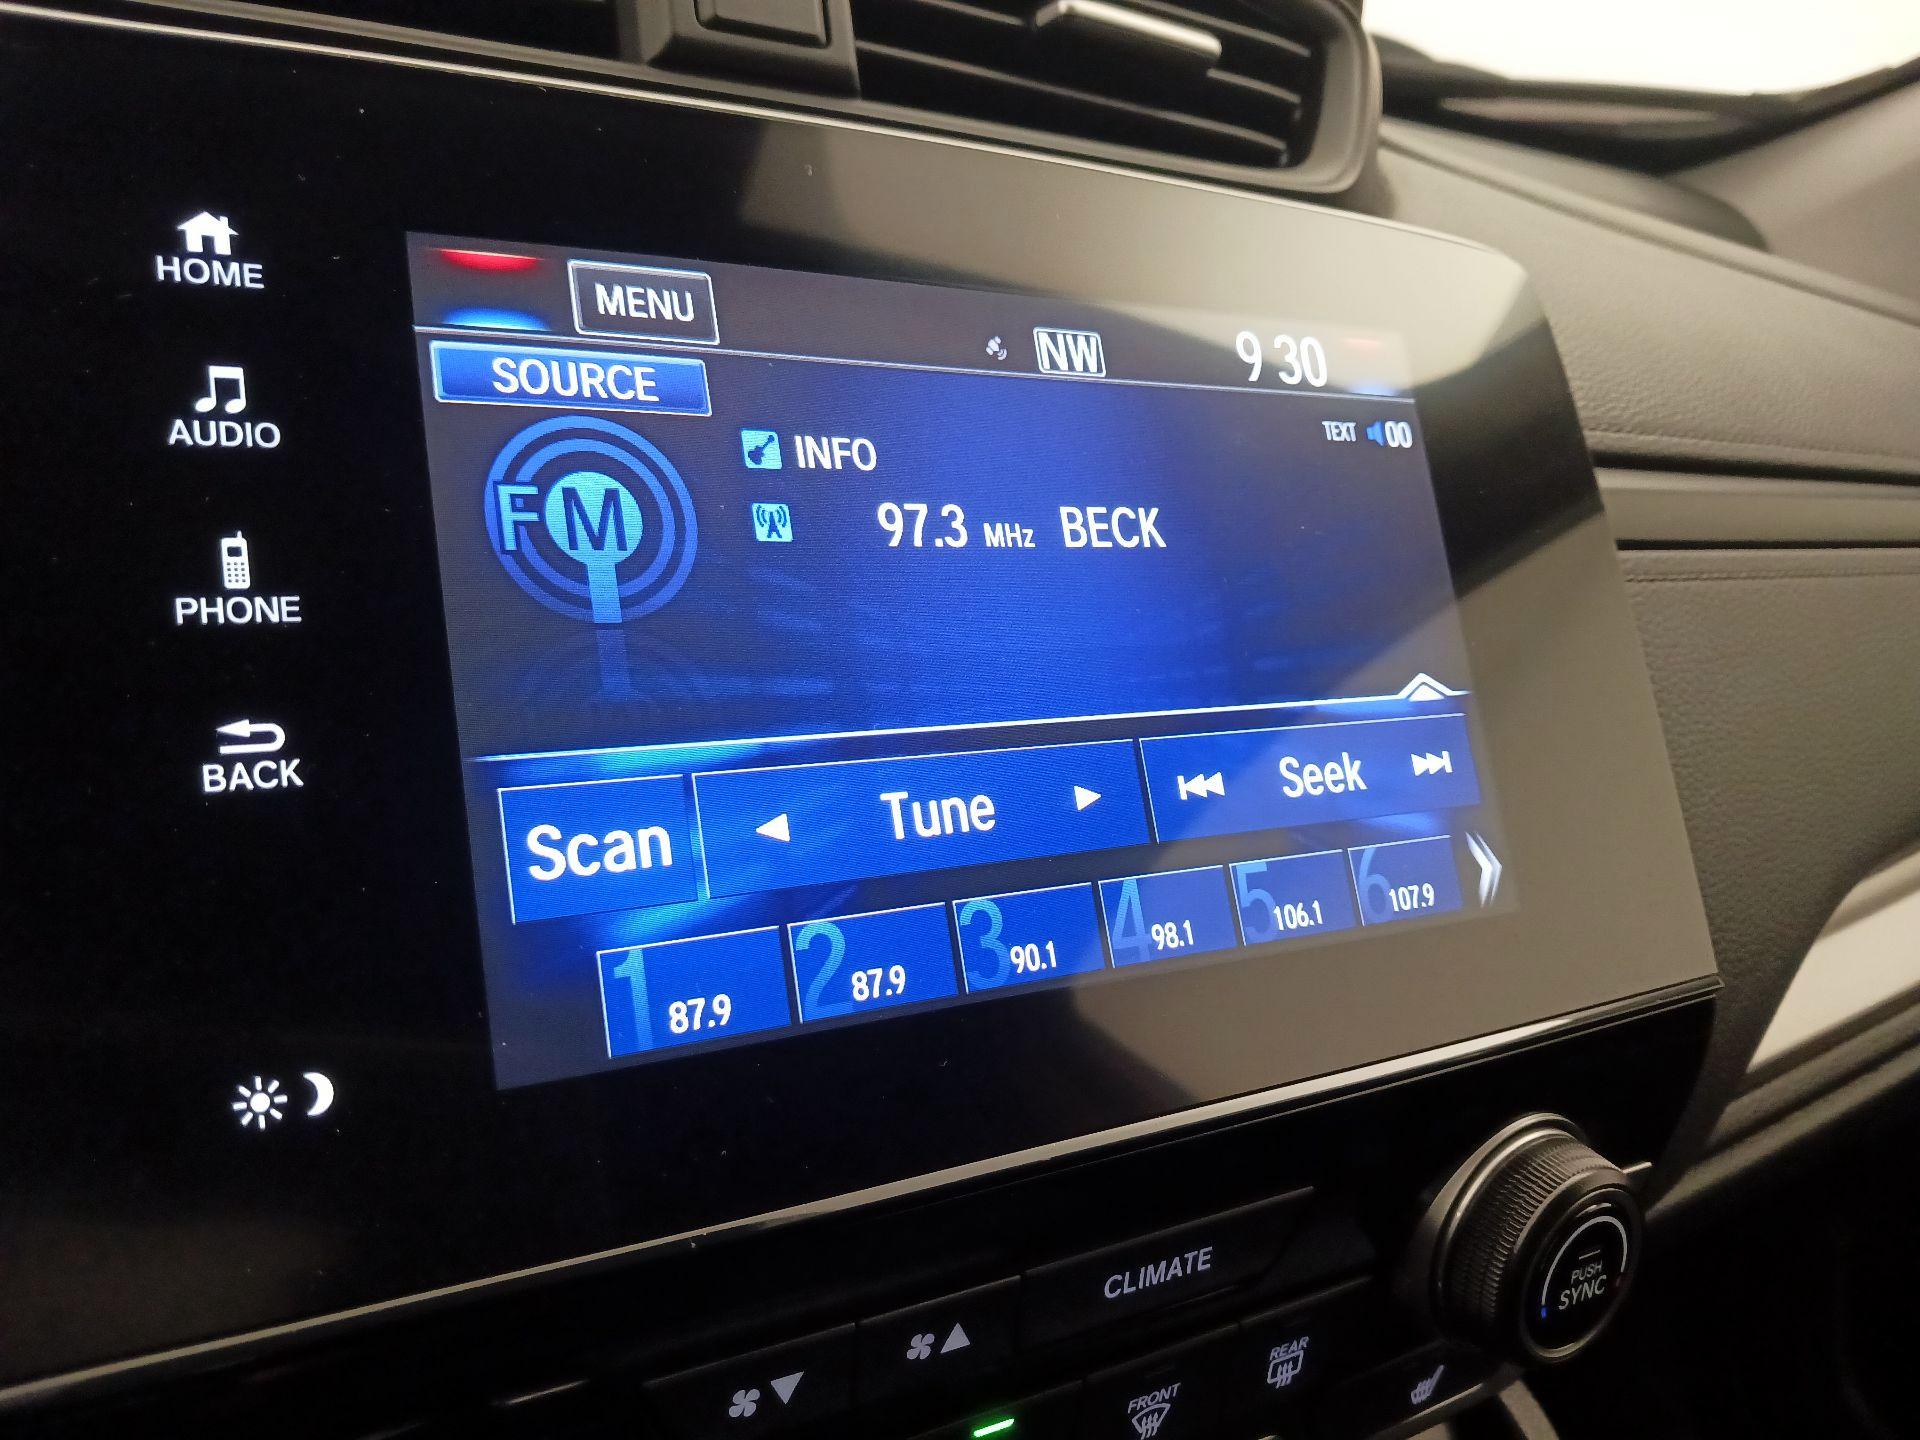 HOME
AUDIO
PHONE
BACK
MENU
NW
9 30
SOURCE
TEXT 00
FM
INFO
97.3 MHz BECK
Scan
Tune
Seek
1 87.9
2 87.9
3 90.1
4 98.1
5 106.1
6 107.9
CLIMATE
PUSH
SYNC
REAR
FRONT